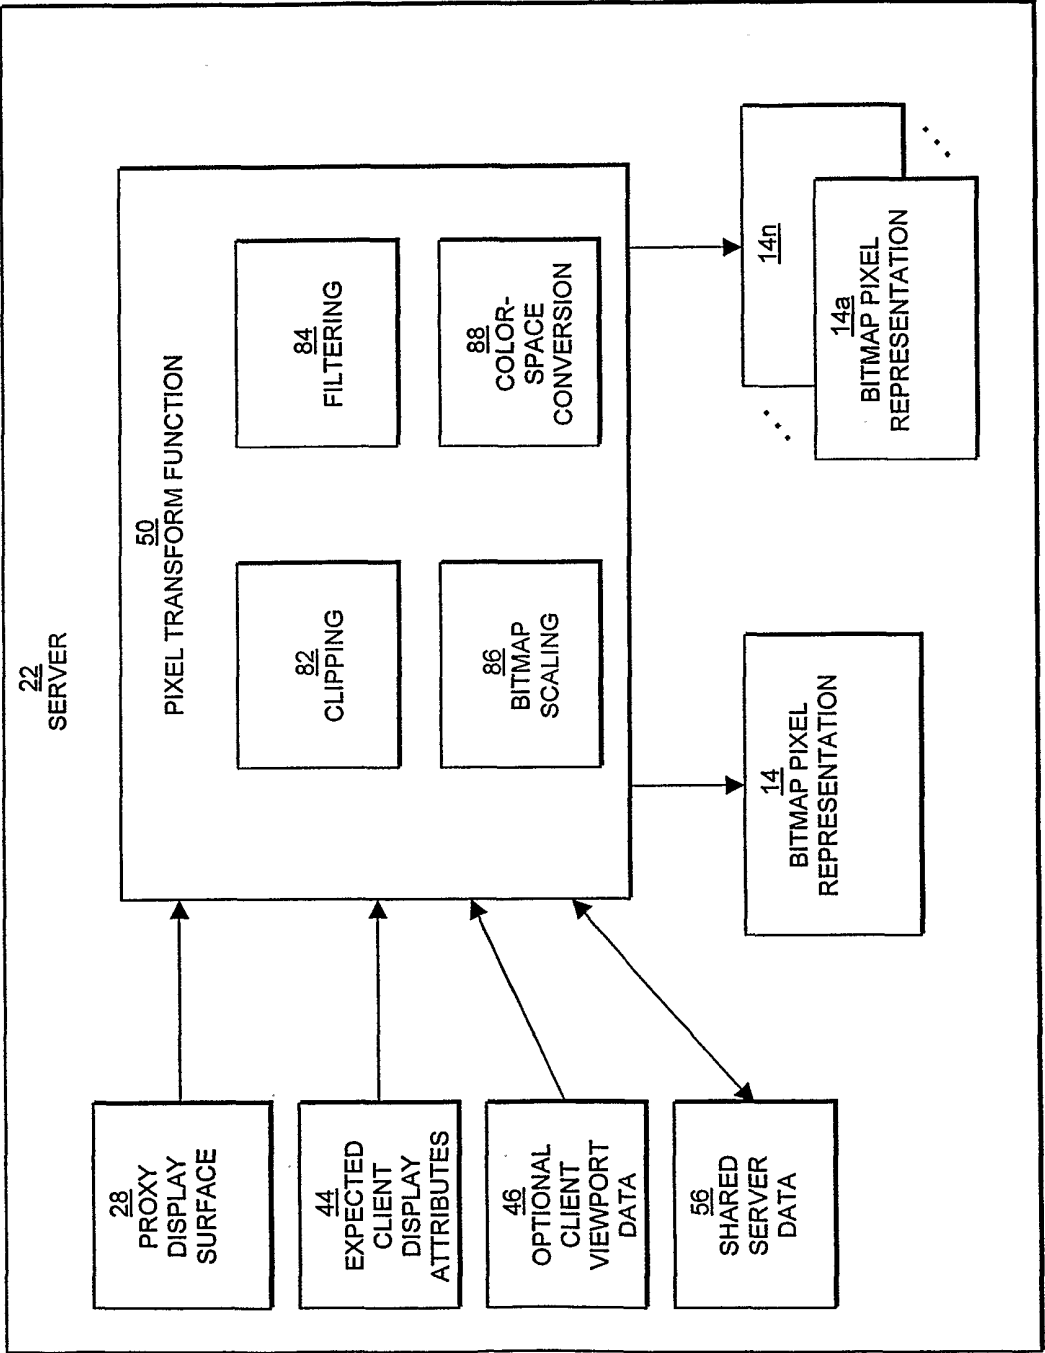 22
SERVER
28
PROXY
DISPLAY
SURFACE
44
EXPECTED
CLIENT
DISPLAY
ATTRIBUTES
46
OPTIONAL
CLIENT
VIEWPORT
DATA
56
SHARED
SERVER
DATA
50
PIXEL TRANSFORM FUNCTION
82
CLIPPING
84
FILTERING
86
BITMAP
SCALING
88
COLOR-
SPACE
CONVERSION
14
BITMAP PIXEL
REPRESENTATION
14n
14a
BITMAP PIXEL
REPRESENTATION